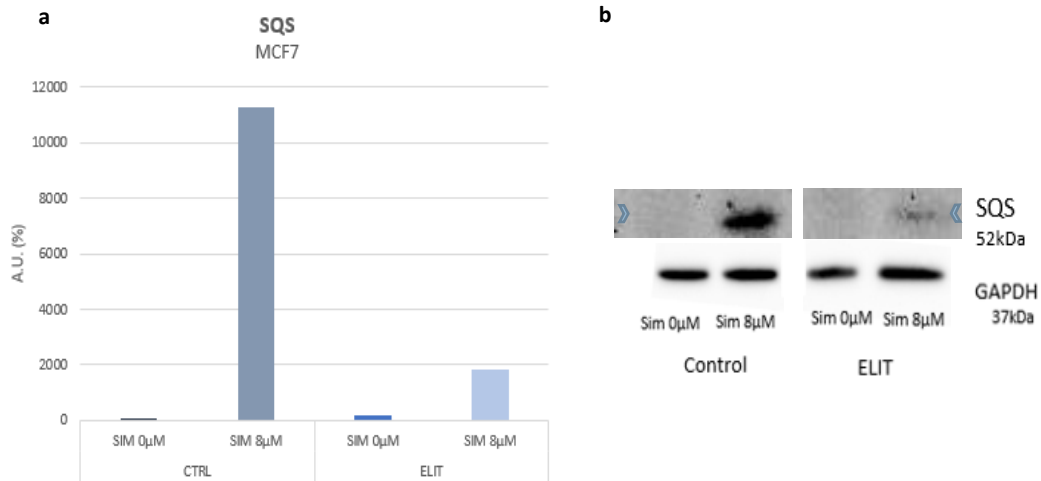 a
SQS
MCF7
A.U. (%)
12000
10000
8000
6000
4000
2000
0
SIM 0µM SIM 8µM SIM 0µM SIM 8µM
CTRL ELIT
b
SQS
52kDa
GAPDH
37kDa
Sim 0µM Sim 8µM Sim 0µM Sim 8µM
Control ELIT